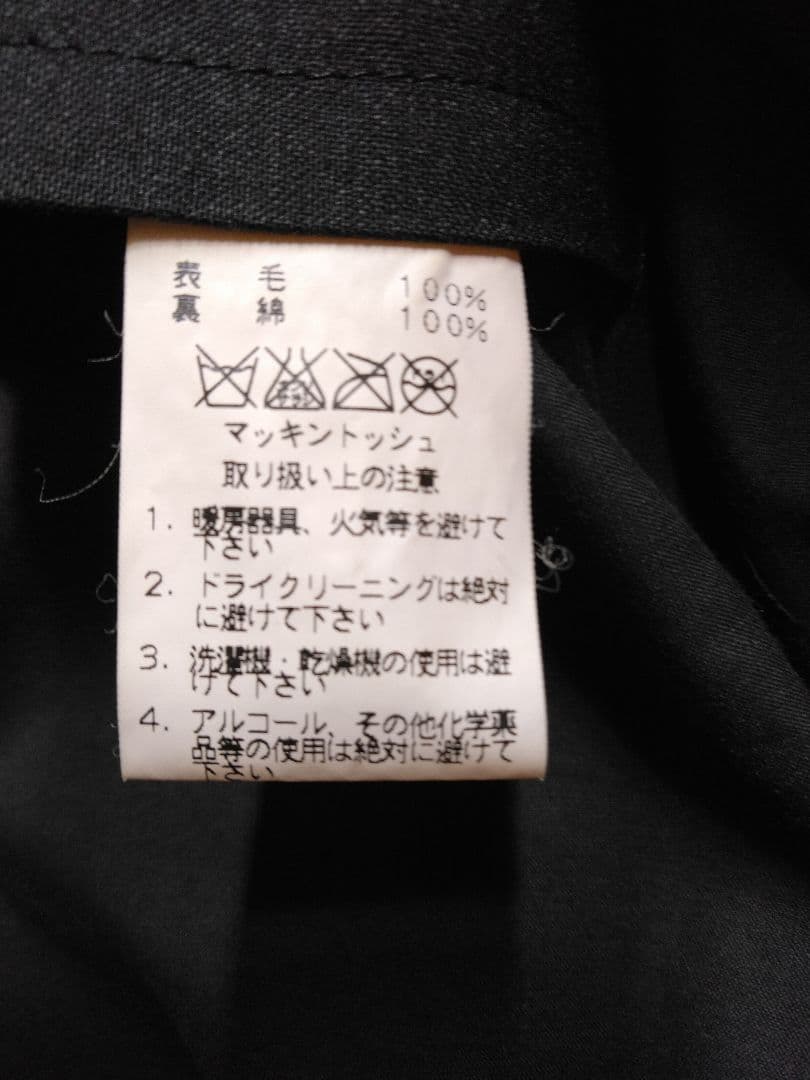 表 毛 100%
裏 綿 100%
マッキントッシュ
取り扱い上の注意
1. 暖房器具、火気等を避けて
下さい
2. ドライクリーニングは絶対
に避けて下さい
3. 洗濯機・乾燥機の使用は避
けて下さい
4. アルコール、その他化学薬
品等の使用は絶対に避けて
下さい